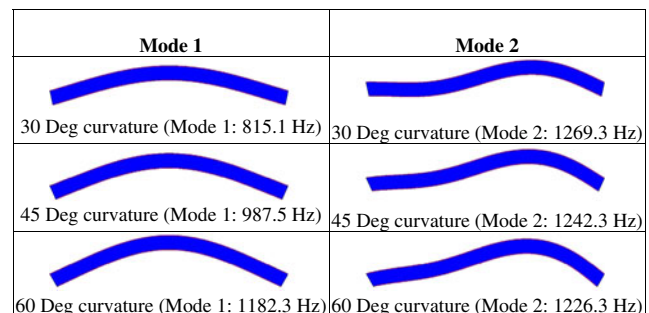 Mode 1
Mode 2
30 Deg curvature (Mode 1: 815.1 Hz)
30 Deg curvature (Mode 2: 1269.3 Hz)
45 Deg curvature (Mode 1: 987.5 Hz)
45 Deg curvature (Mode 2: 1242.3 Hz)
60 Deg curvature (Mode 1: 1182.3 Hz)
60 Deg curvature (Mode 2: 1226.3 Hz)